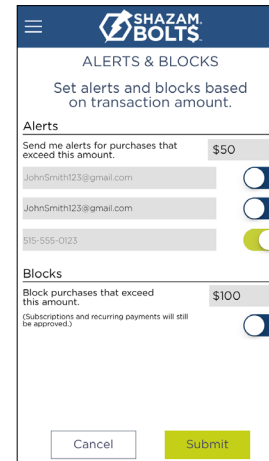 SHAZAM.
BOLT$.
ALERTS & BLOCKS
Set alerts and blocks based
on transaction amount.
Alerts
Send me alerts for purchases that
exceed this amount.
$50
JohnSmith123@gmail.com
JohnSmith123@gmail.com
515-555-0123
Blocks
Block purchases that exceed
this amount.
$100
(Subscriptions and recurring payments will still
be approved.)
Cancel
Submit